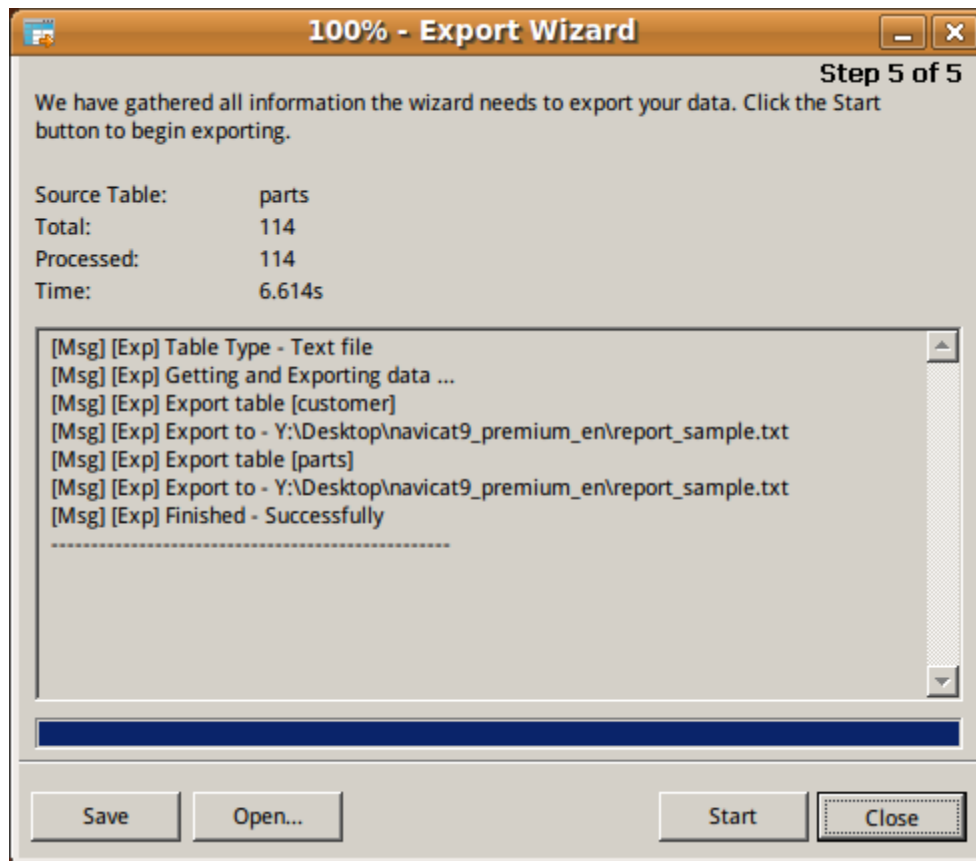 100% - Export Wizard
Step 5 of 5
We have gathered all information the wizard needs to export your data. Click the Start
button to begin exporting.
Source Table: parts
Total: 114
Processed: 114
Time: 6.614s
[Msg] [Exp] Table Type - Text file
[Msg] [Exp] Getting and Exporting data ...
[Msg] [Exp] Export table [customer]
[Msg] [Exp] Export to - Y:\Desktop\navicat9_premium_en\report_sample.txt
[Msg] [Exp] Export table [parts]
[Msg] [Exp] Export to - Y:\Desktop\navicat9_premium_en\report_sample.txt
[Msg] [Exp] Finished - Successfully
--------------------------------------------------
Save Open... Start Close